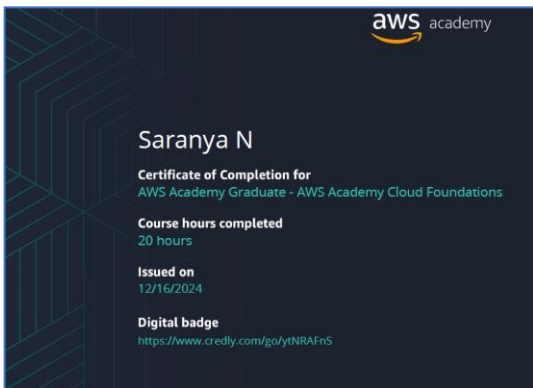 aws academy
Saranya N
Certificate of Completion for
AWS Academy Graduate - AWS Academy Cloud Foundations
Course hours completed
20 hours
Issued on
12/16/2024
Digital badge
https://www.credly.com/go/ytNRAFnS